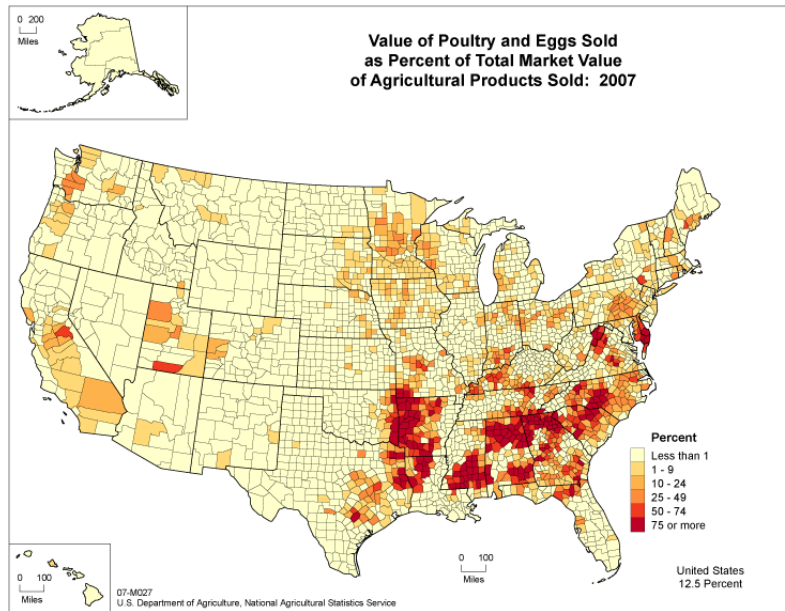 0 200
Miles
Value of Poultry and Eggs Sold
as Percent of Total Market Value
of Agricultural Products Sold: 2007
Percent
Less than 1
1 - 9
10 - 24
25 - 49
50 - 74
75 or more
0 100
Miles
0 100
Miles
United States
12.5 Percent
07-M027
U.S. Department of Agriculture, National Agricultural Statistics Service